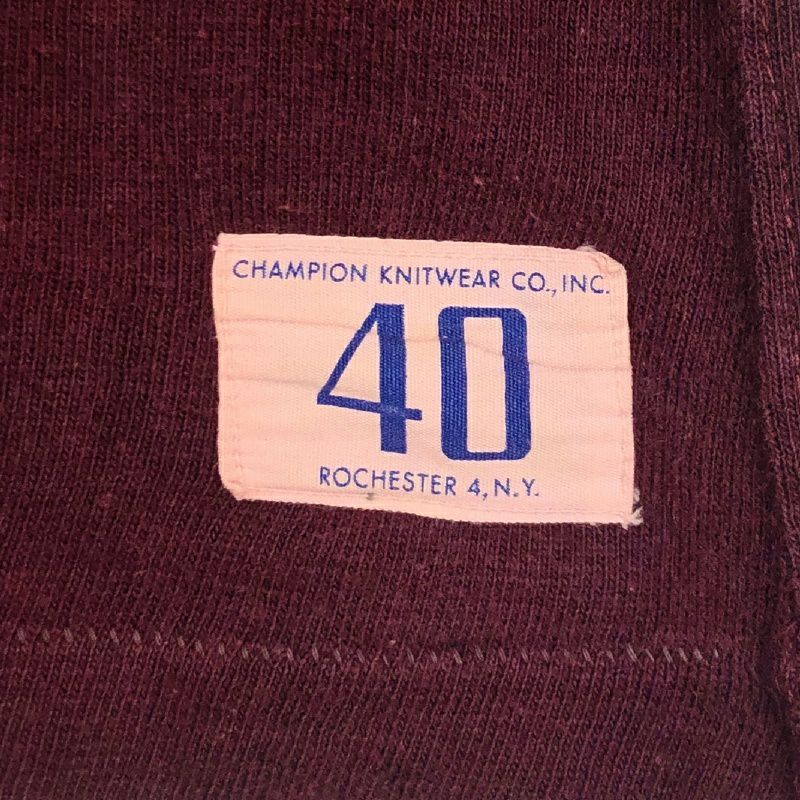 CHAMPION KNITWEAR CO., INC.
40
ROCHESTER 4, N.Y.